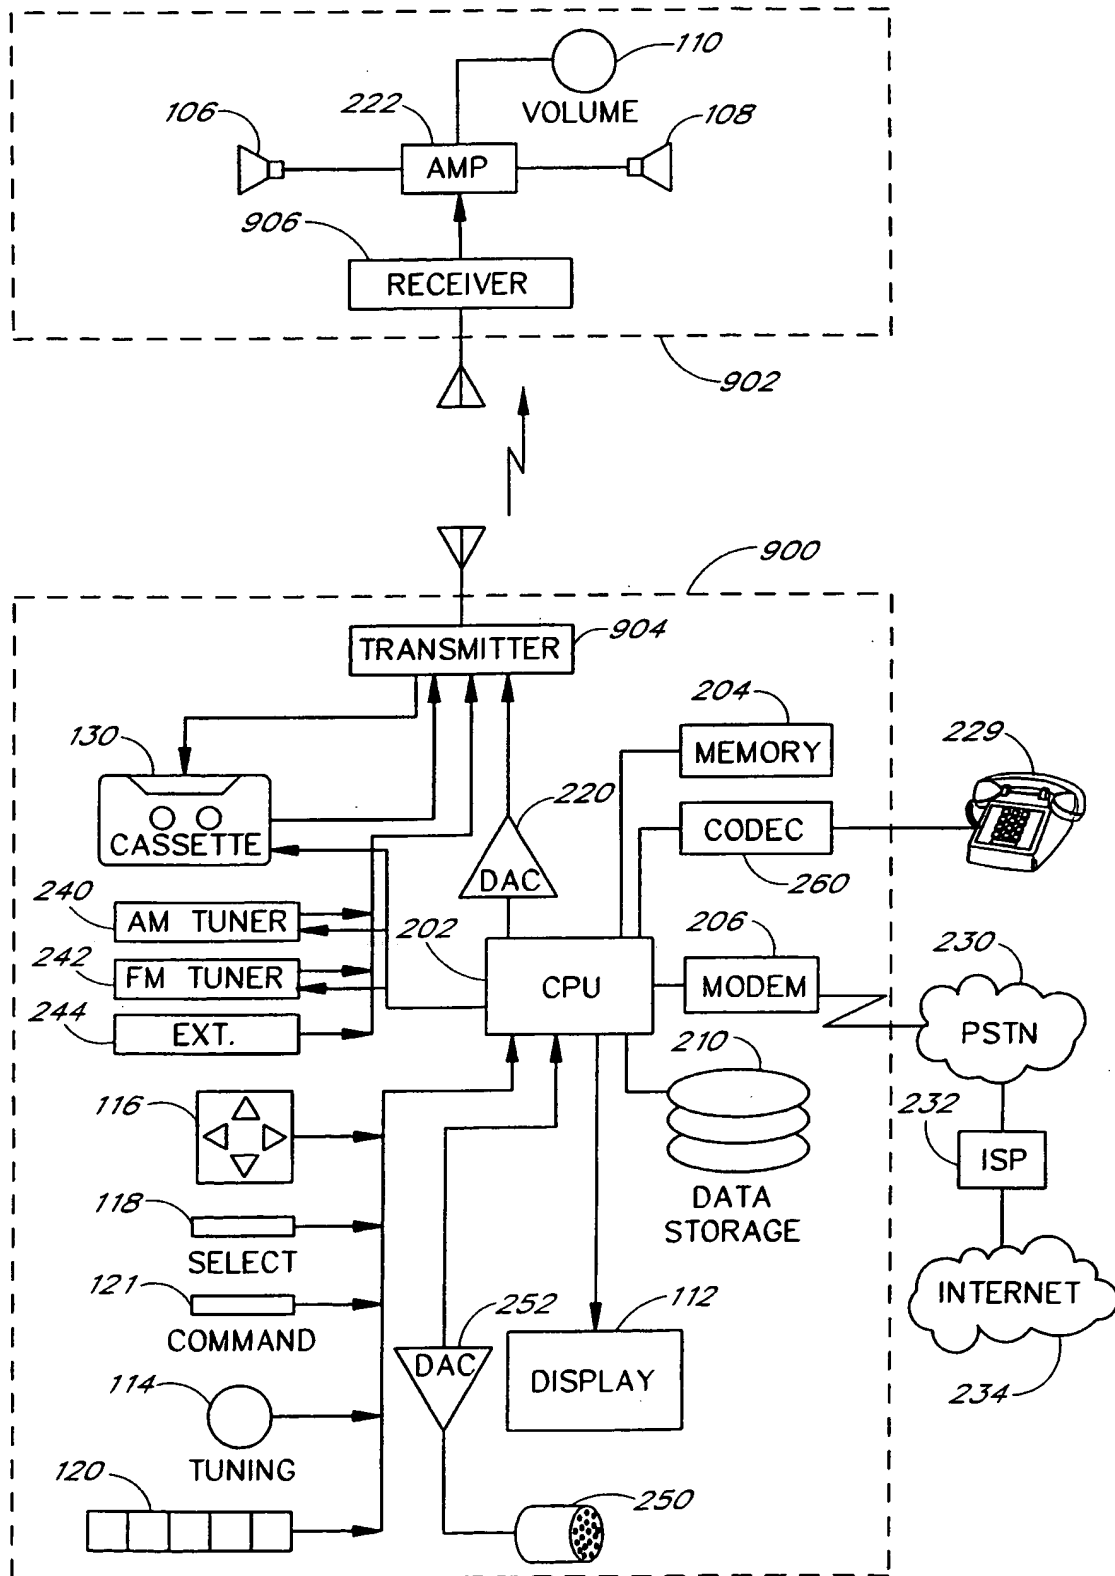 110
VOLUME
106
222
108
AMP
906
RECEIVER
902
900
TRANSMITTER
904
204
MEMORY
229
130
CASSETTE
220
DAC
CODEC
260
240
AM TUNER
202
206
230
242
FM TUNER
CPU
MODEM
PSTN
244
EXT.
210
116
232
ISP
118
SELECT
DATA
STORAGE
121
COMMAND
252
DAC
112
DISPLAY
INTERNET
234
114
TUNING
120
250